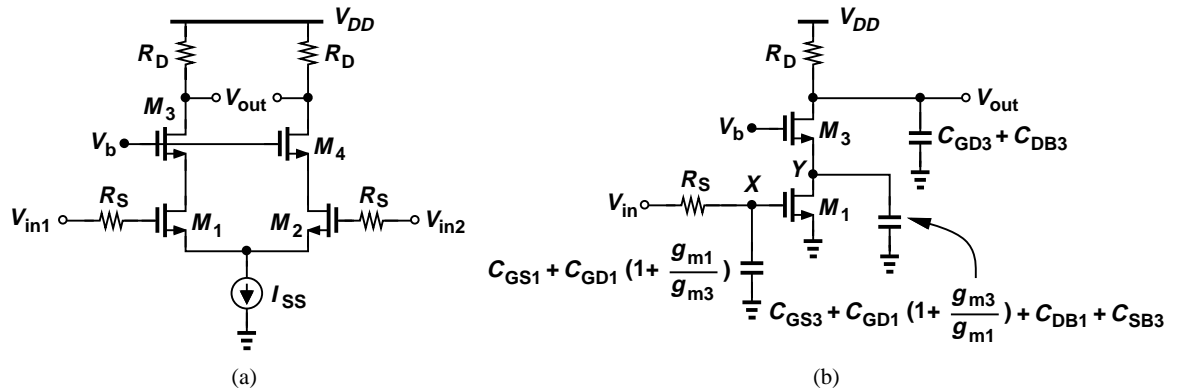 V_DD
R_D R_D
M_3 V_out
V_b M_4
R_S R_S
V_in1 M_1 M_2 V_in2
I_SS
(a)
V_DD
R_D
V_out
V_b M_3 C_GD3 + C_DB3
R_S X Y
V_in M_1
C_GS1 + C_GD1 (1+ g_m1 / g_m3 )
C_GS3 + C_GD1 (1+ g_m3 / g_m1 ) + C_DB1 + C_SB3
(b)